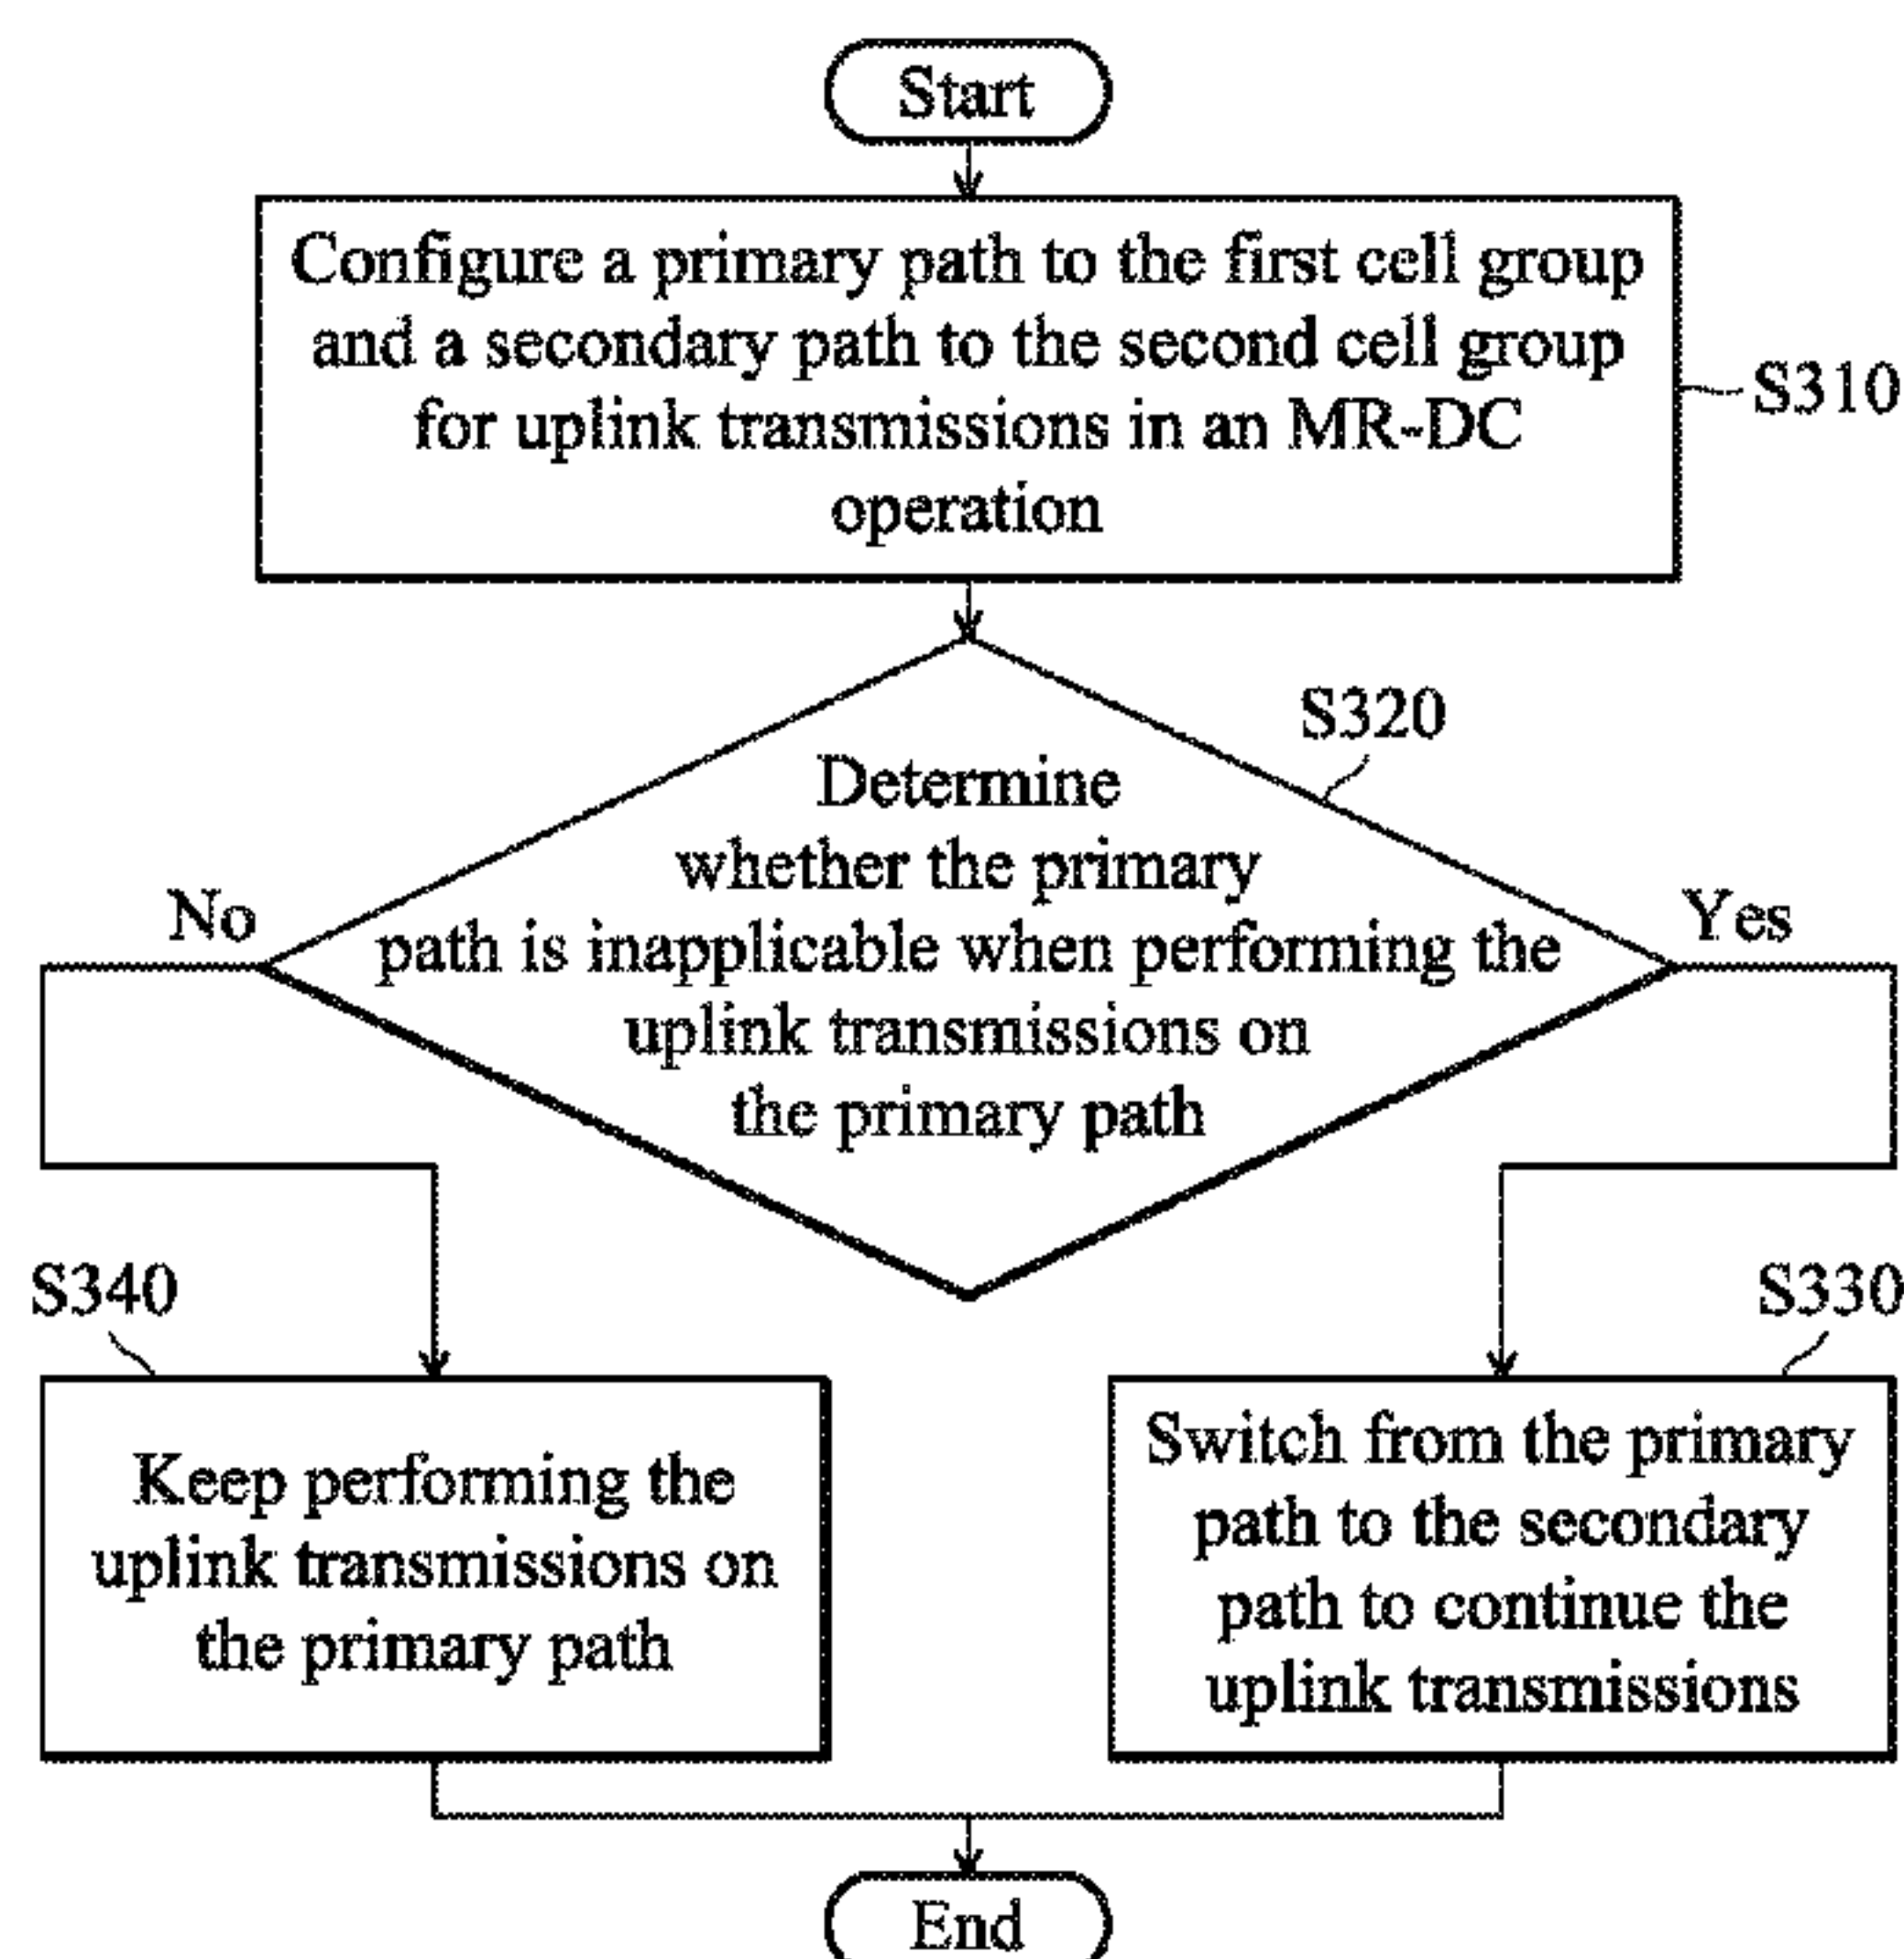 Start
Configure a primary path to the first cell group
and a secondary path to the second cell group
for uplink transmissions in an MR-DC
operation
S310
S320
Determine
whether the primary
path is inapplicable when performing the
uplink transmissions on
the primary path
No
Yes
S340
S330
Keep performing the
uplink transmissions on
the primary path
Switch from the primary
path to the secondary
path to continue the
uplink transmissions
End